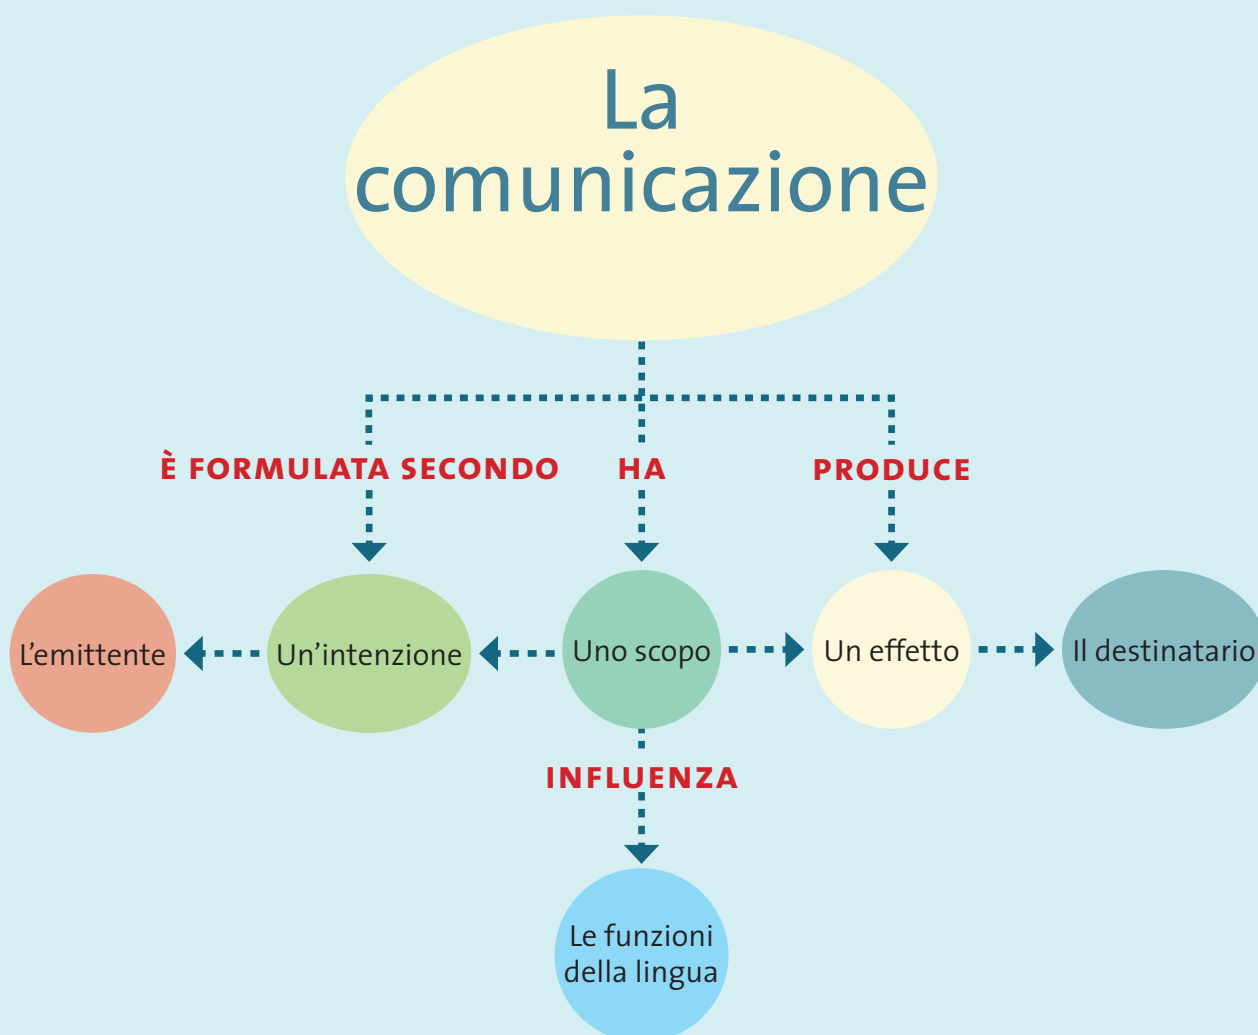 La
comunicazione
È FORMULATA SECONDO
HA
PRODUCE
L'emittente
Un'intenzione
Uno scopo
Un effetto
Il destinatario
INFLUENZA
Le funzioni
della lingua